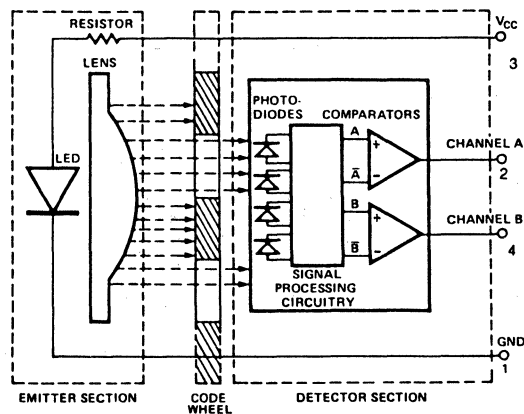 RESISTOR
LENS
LED
PHOTO-
DIODES
COMPARATORS
A
A̅
B
B̅
+
−
+
−
SIGNAL
PROCESSING
CIRCUITRY
VCC
3
CHANNEL A
2
CHANNEL B
4
GND
1
EMITTER SECTION
CODE
WHEEL
DETECTOR SECTION